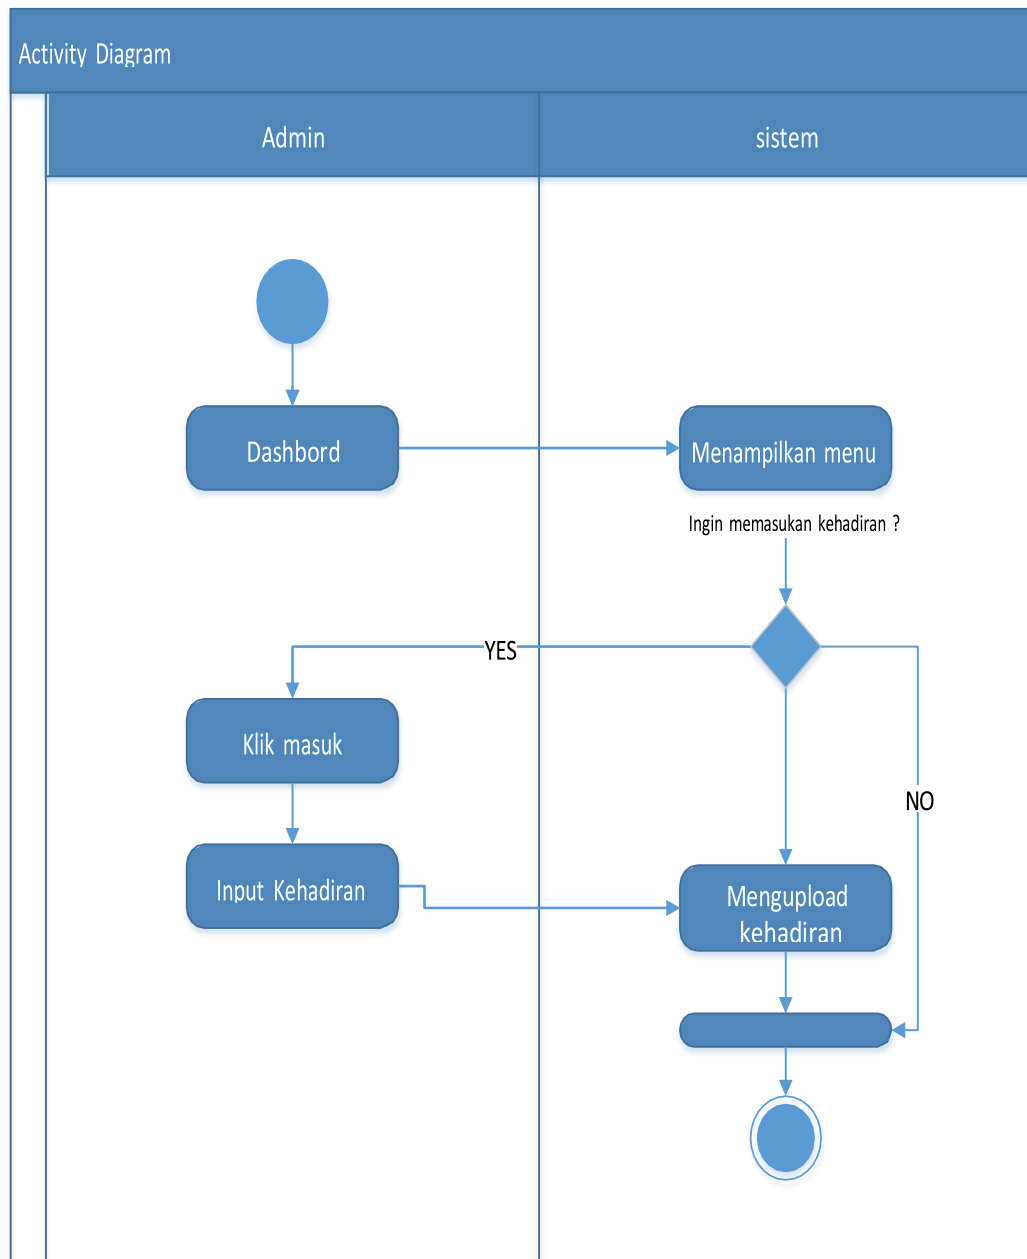 Activity Diagram
Admin
sistem
Dashbord
Menampilkan menu
Ingin memasukan kehadiran ?
YES
Klik masuk
NO
Input Kehadiran
Mengupload
kehadiran